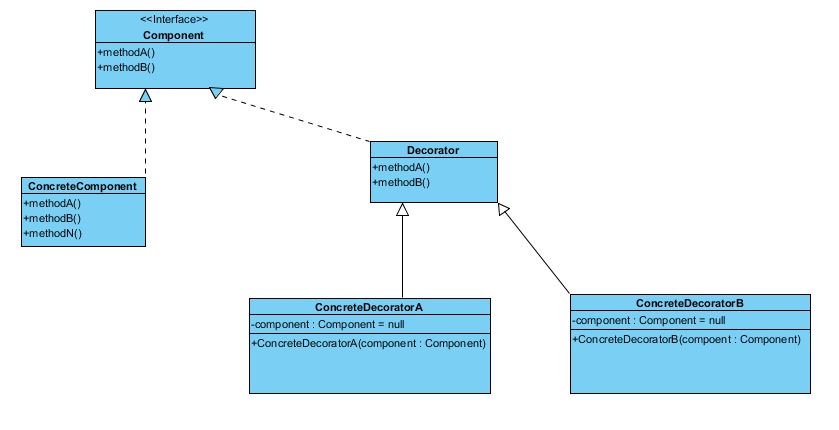 <<Interface>>
Component
+methodA()
+methodB()
Decorator
+methodA()
+methodB()
ConcreteComponent
+methodA()
+methodB()
+methodN()
ConcreteDecoratorA
-component : Component = null
+ConcreteDecoratorA(component : Component)
ConcreteDecoratorB
-component : Component = null
+ConcreteDecoratorB(compoent : Component)